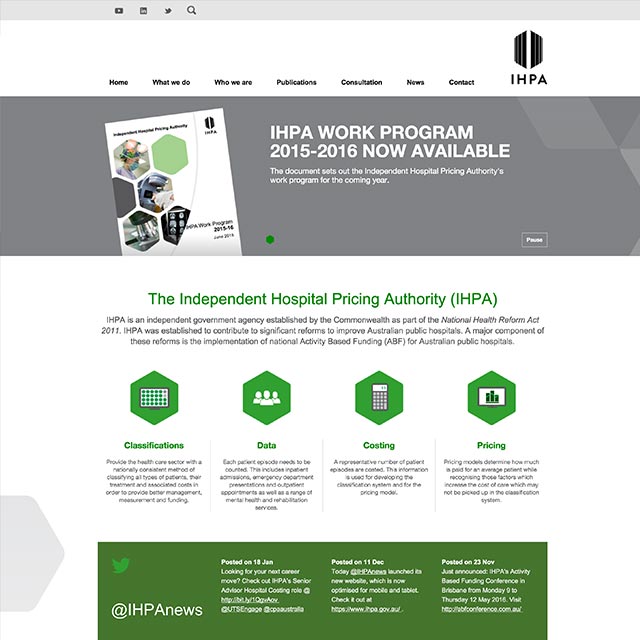 IHPA
Home
What we do
Who we are
Publications
Consultation
News
Contact
Independent Hospital Pricing Authority
IHPA
IHPA Work Program
2015-16
June 2015
IHPA WORK PROGRAM
2015-2016 NOW AVAILABLE
The document sets out the Independent Hospital Pricing Authority's
work program for the coming year.
Pause
The Independent Hospital Pricing Authority (IHPA)
IHPA is an independent government agency established by the Commonwealth as part of the National Health Reform Act
2011. IHPA was established to contribute to significant reforms to improve Australian public hospitals. A major component of
these reforms is the implementation of national Activity Based Funding (ABF) for Australian public hospitals.
Classifications
Provide the health care sector with a
nationally consistent method of
classifying all types of patients, their
treatment and associated costs in
order to provide better management,
measurement and funding.
Data
Each patient episode needs to be
counted. This includes inpatient
admissions, emergency department
presentations and outpatient
appointments as well as a range of
mental health and rehabilitation
services.
Costing
A representative number of patient
episodes are costed. This information
is used for developing the
classification system and for the
pricing model.
Pricing
Pricing models determine how much is
paid for an average patient while
recognising those factors which
increase the cost of care which may
not be picked up in the classification
system.
@IHPAnews
Posted on 18 Jan
Looking for your next career
move? Check out IHPA's Senior
Advisor Hospital Costing role @
http://bit.ly/1QgvAov
@UTSEngage @cpaaustralia
Posted on 11 Dec
Today @IHPAnews launched its
new website, which is now
optimised for mobile and tablet.
Check it out at
https://www.ihpa.gov.au/ .
Posted on 23 Nov
Just announced: IHPA's Activity
Based Funding Conference in
Brisbane from Monday 9 to
Thursday 12 May 2016. Visit
http://abfconference.com.au/